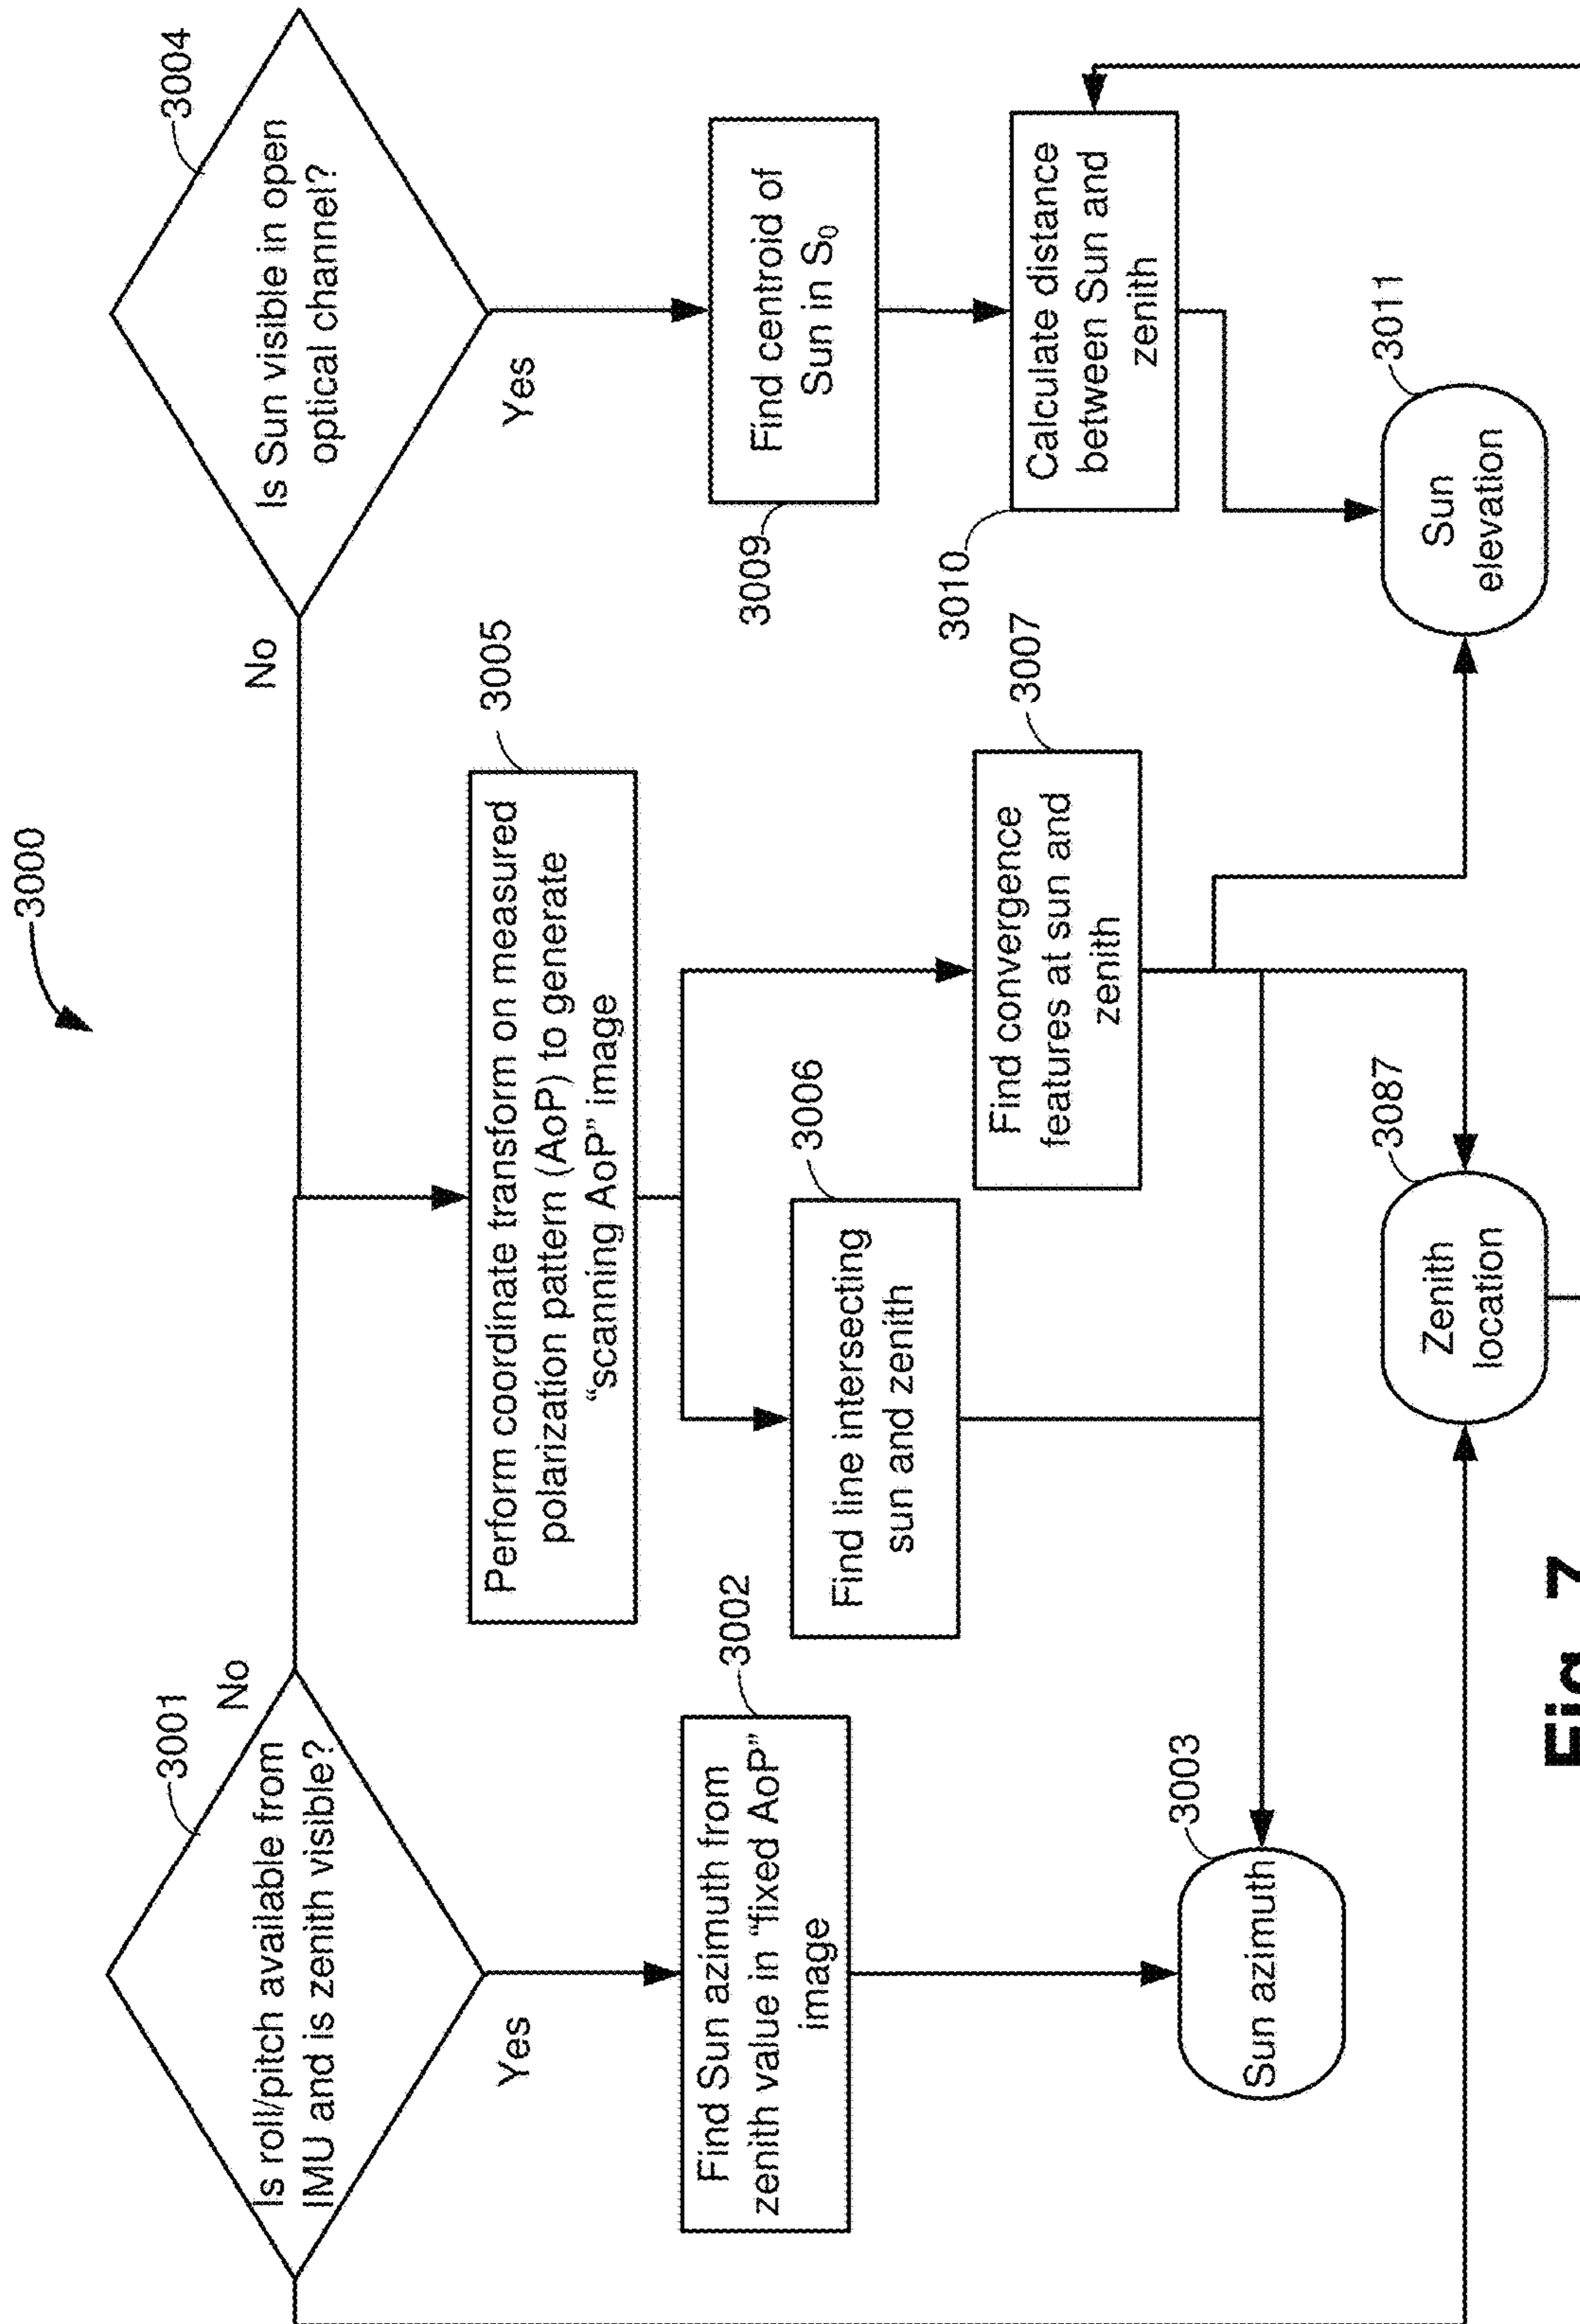 3000
3001
Is roll/pitch available from
IMU and is zenith visible?
No
Yes
3004
Is Sun visible in open
optical channel?
No
Yes
3005
Perform coordinate transform on measured
polarization pattern (AoP) to generate
“scanning AoP” image
3002
Find Sun azimuth from
zenith value in “fixed AoP”
image
3006
Find line intersecting
sun and zenith
3007
Find convergence
features at sun and
zenith
3009
Find centroid of
Sun in S₀
3010
Calculate distance
between Sun and
zenith
3003
Sun azimuth
3087
Zenith
location
3011
Sun
elevation
Fig. 7